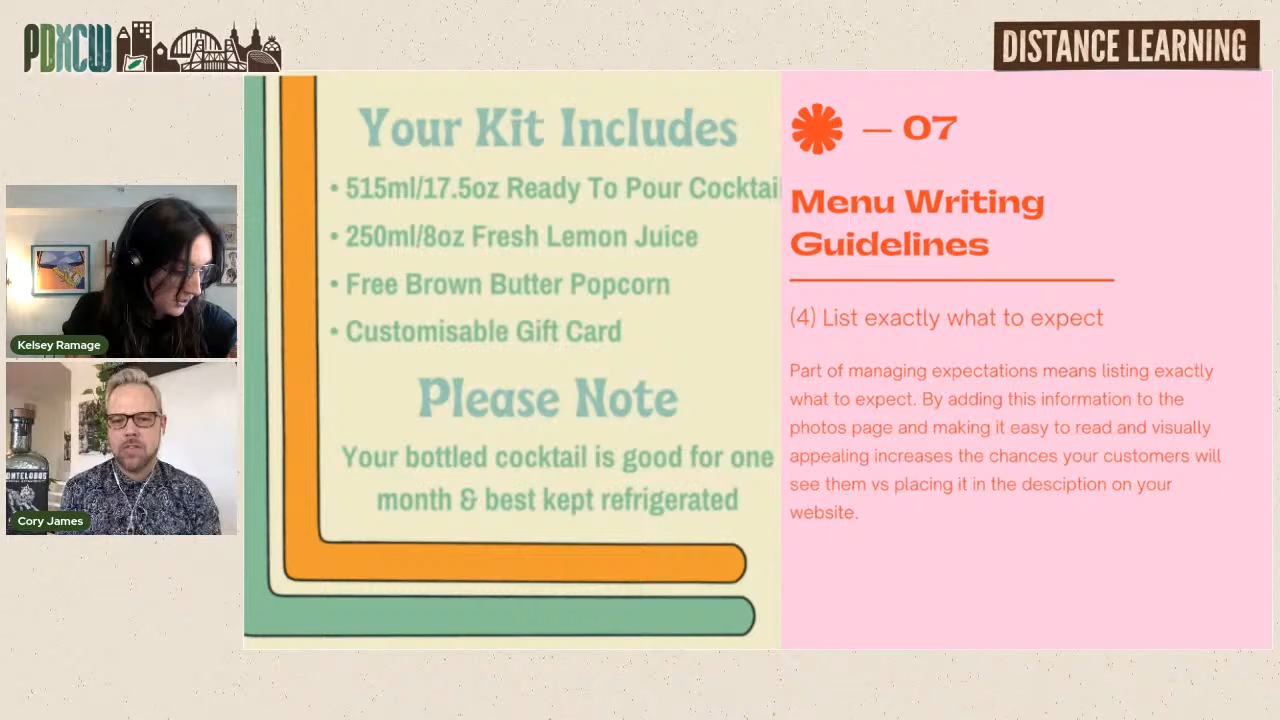 PDXCW
DISTANCE LEARNING
Kelsey Ramage
NTELOBOS
Cory James
Your Kit Includes
• 515ml/17.5oz Ready To Pour Cocktail
• 250ml/8oz Fresh Lemon Juice
• Free Brown Butter Popcorn
• Customisable Gift Card
Please Note
Your bottled cocktail is good for one
month & best kept refrigerated
— 07
Menu Writing
Guidelines
(4) List exactly what to expect
Part of managing expectations means listing exactly
what to expect. By adding this information to the
photos page and making it easy to read and visually
appealing increases the chances your customers will
see them vs placing it in the desciption on your
website.